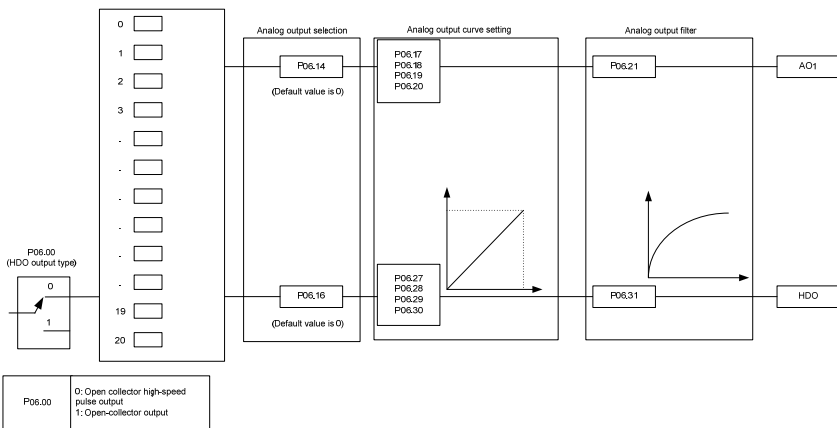 Analog output selection
Analog output curve setting
Analog output filter
0
1
2
3
-
-
-
-
-
-
19
20
P06.14
(Default value is 0)
P06.17
P06.18
P06.19
P06.20
P06.21
AO1
P06.00
(HDO output type)
0
1
P06.16
(Default value is 0)
P06.27
P06.28
P06.29
P06.30
P06.31
HDO
P06.00
0: Open collector high-speed
pulse output
1: Open-collector output